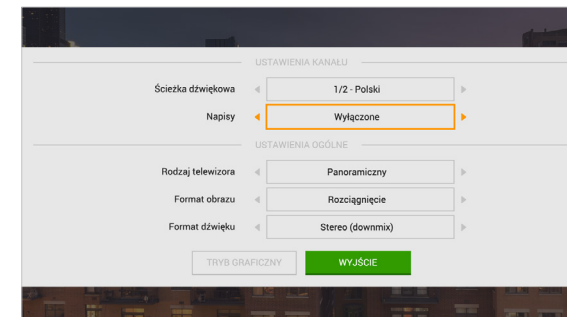 USTAWIENIA KANAŁU
Ścieżka dźwiękowa 1/2 - Polski
Napisy Wyłączone
USTAWIENIA OGÓLNE
Rodzaj telewizora Panoramiczny
Format obrazu Rozciągnięcie
Format dźwięku Stereo (downmix)
TRYB GRAFICZNY WYJŚCIE